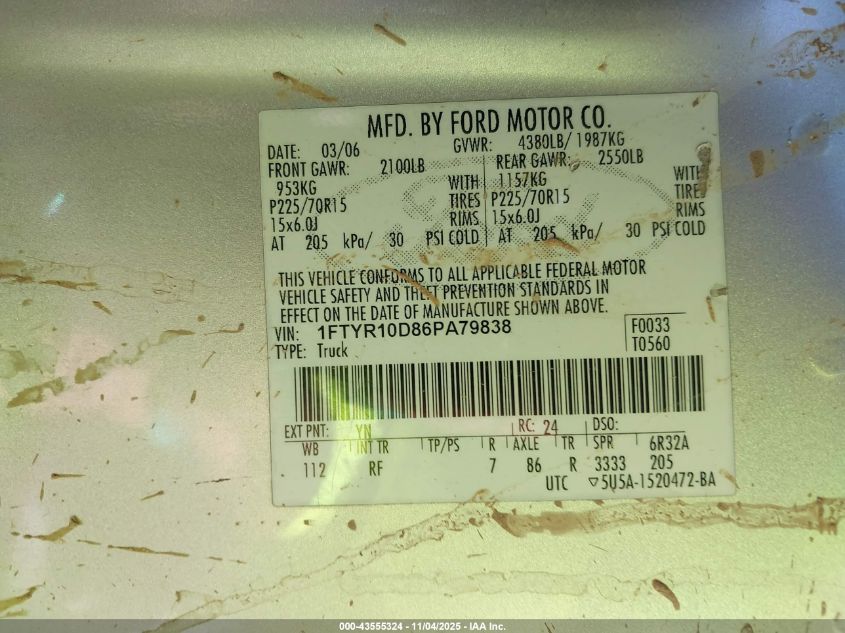 MFD. BY FORD MOTOR CO.
DATE: 03/06 GVWR: 4380LB/ 1987KG
FRONT GAWR: 2100LB REAR GAWR: 2550LB
953KG WITH 1157KG WITH
P225/70R15 TIRES P225/70R15 TIRES
15x6.0J RIMS 15x6.0J RIMS
AT 205 kPa/ 30 PSI COLD AT 205 kPa/ 30 PSI COLD
THIS VEHICLE CONFORMS TO ALL APPLICABLE FEDERAL MOTOR
VEHICLE SAFETY AND THEFT PREVENTION STANDARDS IN
EFFECT ON THE DATE OF MANUFACTURE SHOWN ABOVE.
VIN: 1FTYR10D86PA79838 F0033
TYPE: Truck T0560
EXT PNT: YN RC: 24 DSO:
WB INT TR TP/PS R AXLE TR SPR 6R32A
112 RF 7 86 R 3333 205
UTC ▽5U5A-1520472-BA
000-43555324 - 11/04/2025 - IAA Inc.